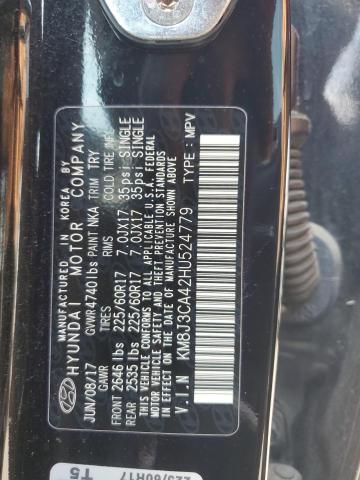 MANUFACTURED IN KOREA BY
HYUNDAI MOTOR COMPANY
JUN/08/17 GVWR 4740lbs PAINT NKA TRIM TRY
GAWR TIRES RIMS COLD TIRE INF.
FRONT 2646 lbs 225/60R17 7.0JX17 35psi SINGLE
REAR 2535 lbs 225/60R17 7.0JX17 35psi SINGLE
THIS VEHICLE CONFORMS TO ALL APPLICABLE U.S.A. FEDERAL
MOTOR VEHICLE SAFETY STANDARDS IN EFFECT ON THE
DATE OF MANUFACTURE SHOWN ABOVE.
V.I.N KM8J3CA42HU524779 TYPE : MPV
225/60R17
T5